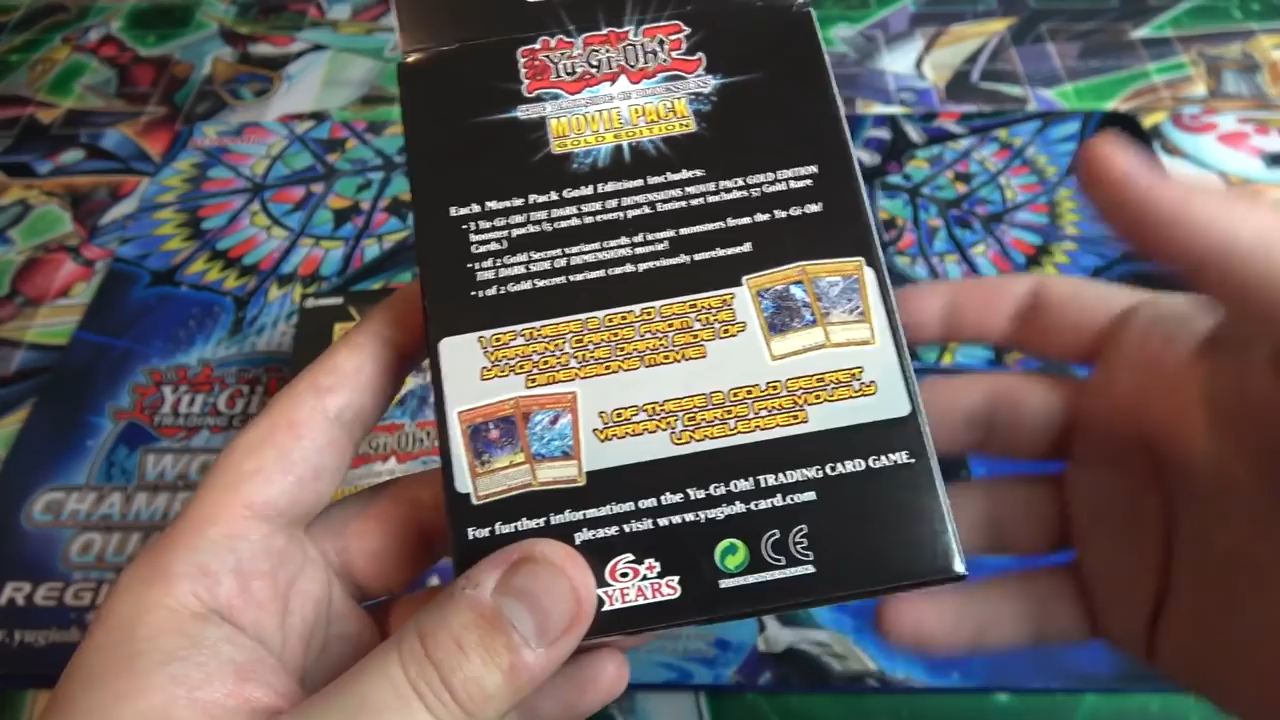 Yu-Gi-Oh!
THE DARK SIDE OF DIMENSIONS
MOVIE PACK
GOLD EDITION
Each Movie Pack Gold Edition includes:
• 3 Yu-Gi-Oh! THE DARK SIDE OF DIMENSIONS MOVIE PACK GOLD EDITION
booster packs (5 cards in every pack. Entire set includes 57 Gold Rare
Cards.)
• 1 of 2 Gold Secret variant cards of iconic monsters from the Yu-Gi-Oh!
THE DARK SIDE OF DIMENSIONS movie!
• 1 of 2 Gold Secret variant cards previously unreleased!
1 OF THESE 2 GOLD SECRET
VARIANT CARDS FROM THE
YU-GI-OH! THE DARK SIDE OF
DIMENSIONS MOVIE!
1 OF THESE 2 GOLD SECRET
VARIANT CARDS PREVIOUSLY
UNRELEASED!
For further information on the Yu-Gi-Oh! TRADING CARD GAME,
please visit www.yugioh-card.com
6+
YEARS
CE
Yu-Gi
TRADING CAR
WO
CHAMP
QU
REGI
.yugioh
Gi-Oh!